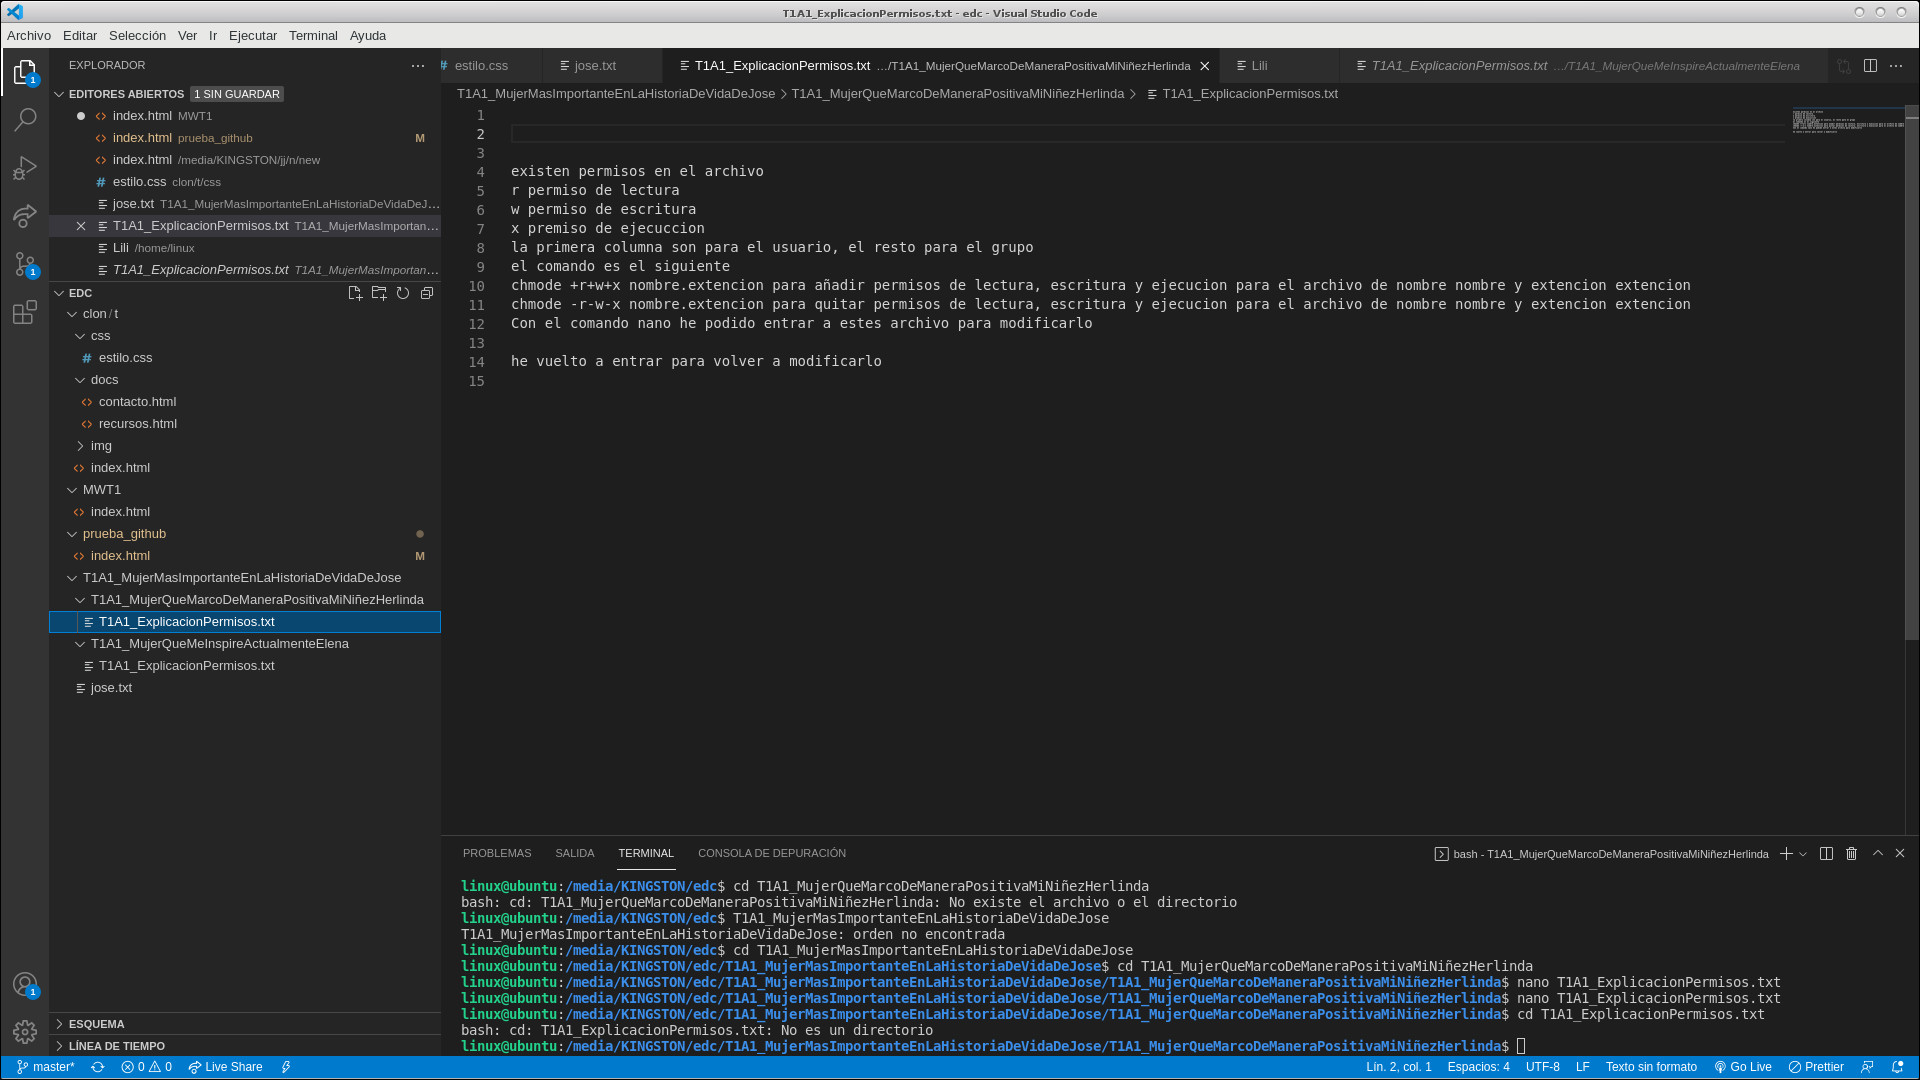 T1A1_ExplicacionPermisos.txt - edc - Visual Studio Code
Archivo Editar Selección Ver Ir Ejecutar Terminal Ayuda
EXPLORADOR
EDITORES ABIERTOS 1 SIN GUARDAR
index.html MWT1
index.html prueba_github M
index.html /media/KINGSTON/jj/n/new
estilo.css clon/t/css
jose.txt T1A1_MujerMasImportanteEnLaHistoriaDeVidaDeJ...
T1A1_ExplicacionPermisos.txt T1A1_MujerMasImportan...
Lili /home/linux
T1A1_ExplicacionPermisos.txt T1A1_MujerMasImportan...
EDC
clon / t
css
estilo.css
docs
contacto.html
recursos.html
img
index.html
MWT1
index.html
prueba_github
index.html M
T1A1_MujerMasImportanteEnLaHistoriaDeVidaDeJose
T1A1_MujerQueMarcoDeManeraPositivaMiNiñezHerlinda
T1A1_ExplicacionPermisos.txt
T1A1_MujerQueMeInspireActualmenteElena
T1A1_ExplicacionPermisos.txt
jose.txt
ESQUEMA
LÍNEA DE TIEMPO
1
1
1
estilo.css
jose.txt
T1A1_ExplicacionPermisos.txt .../T1A1_MujerQueMarcoDeManeraPositivaMiNiñezHerlinda
Lili
T1A1_ExplicacionPermisos.txt .../T1A1_MujerQueMeInspireActualmenteElena
T1A1_MujerMasImportanteEnLaHistoriaDeVidaDeJose > T1A1_MujerQueMarcoDeManeraPositivaMiNiñezHerlinda > T1A1_ExplicacionPermisos.txt
1
2
3
4 existen permisos en el archivo
5 r permiso de lectura
6 w permiso de escritura
7 x premiso de ejecuccion
8 la primera columna son para el usuario, el resto para el grupo
9 el comando es el siguiente
10 chmode +r+w+x nombre.extencion para añadir permisos de lectura, escritura y ejecucion para el archivo de nombre nombre y extencion extencion
11 chmode -r-w-x nombre.extencion para quitar permisos de lectura, escritura y ejecucion para el archivo de nombre nombre y extencion extencion
12 Con el comando nano he podido entrar a estes archivo para modificarlo
13
14 he vuelto a entrar para volver a modificarlo
15
PROBLEMAS SALIDA TERMINAL CONSOLA DE DEPURACIÓN
bash - T1A1_MujerQueMarcoDeManeraPositivaMiNiñezHerlinda
linux@ubuntu:/media/KINGSTON/edc$ cd T1A1_MujerQueMarcoDeManeraPositivaMiNiñezHerlinda
bash: cd: T1A1_MujerQueMarcoDeManeraPositivaMiNiñezHerlinda: No existe el archivo o el directorio
linux@ubuntu:/media/KINGSTON/edc$ T1A1_MujerMasImportanteEnLaHistoriaDeVidaDeJose
T1A1_MujerMasImportanteEnLaHistoriaDeVidaDeJose: orden no encontrada
linux@ubuntu:/media/KINGSTON/edc$ cd T1A1_MujerMasImportanteEnLaHistoriaDeVidaDeJose
linux@ubuntu:/media/KINGSTON/edc/T1A1_MujerMasImportanteEnLaHistoriaDeVidaDeJose$ cd T1A1_MujerQueMarcoDeManeraPositivaMiNiñezHerlinda
linux@ubuntu:/media/KINGSTON/edc/T1A1_MujerMasImportanteEnLaHistoriaDeVidaDeJose/T1A1_MujerQueMarcoDeManeraPositivaMiNiñezHerlinda$ nano T1A1_ExplicacionPermisos.txt
linux@ubuntu:/media/KINGSTON/edc/T1A1_MujerMasImportanteEnLaHistoriaDeVidaDeJose/T1A1_MujerQueMarcoDeManeraPositivaMiNiñezHerlinda$ nano T1A1_ExplicacionPermisos.txt
linux@ubuntu:/media/KINGSTON/edc/T1A1_MujerMasImportanteEnLaHistoriaDeVidaDeJose/T1A1_MujerQueMarcoDeManeraPositivaMiNiñezHerlinda$ cd T1A1_ExplicacionPermisos.txt
bash: cd: T1A1_ExplicacionPermisos.txt: No es un directorio
linux@ubuntu:/media/KINGSTON/edc/T1A1_MujerMasImportanteEnLaHistoriaDeVidaDeJose/T1A1_MujerQueMarcoDeManeraPositivaMiNiñezHerlinda$
master* 0 0 Live Share Lín. 2, col. 1 Espacios: 4 UTF-8 LF Texto sin formato Go Live Prettier